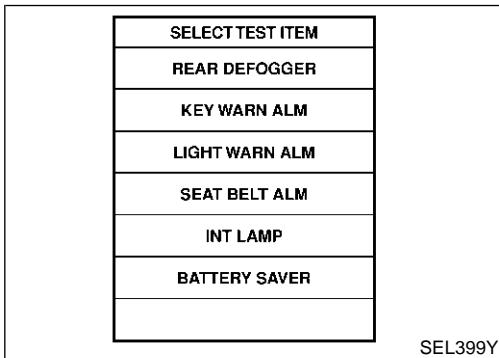 SELECT TEST ITEM
REAR DEFOGGER
KEY WARN ALM
LIGHT WARN ALM
SEAT BELT ALM
INT LAMP
BATTERY SAVER
SEL399Y